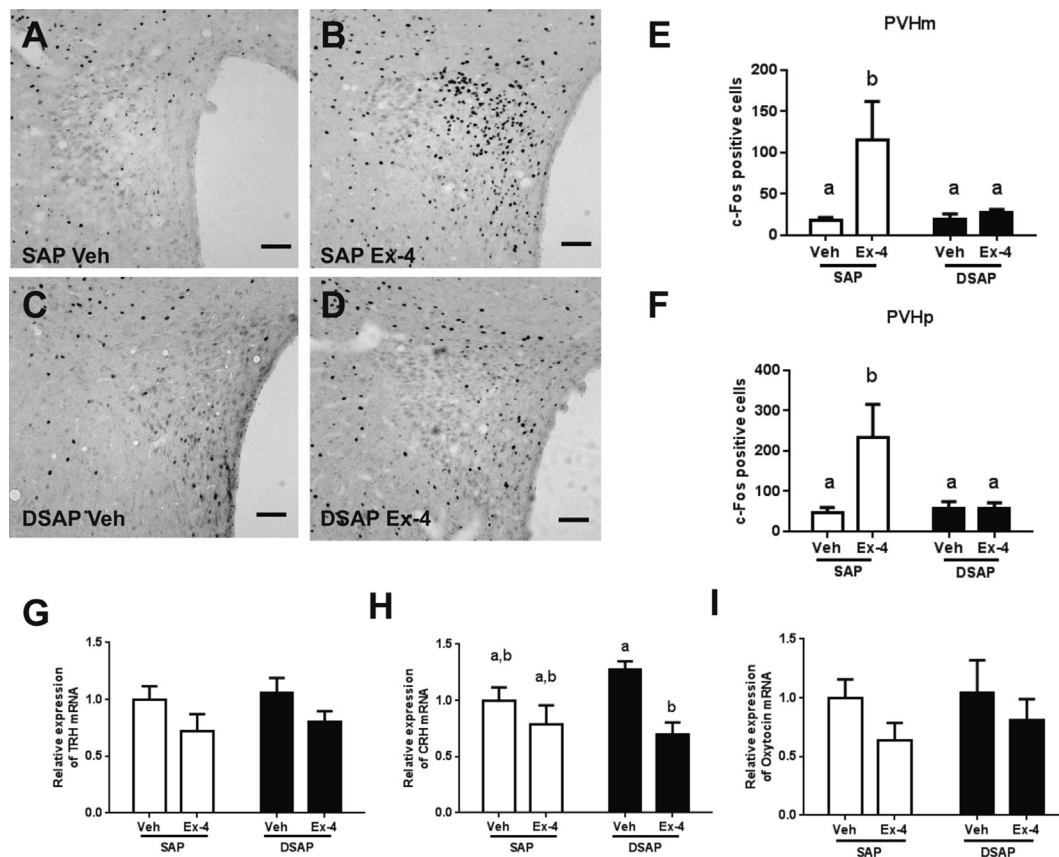 A
SAP Veh
B
SAP Ex-4
C
DSAP Veh
D
DSAP Ex-4
E
PVHm
c-Fos positive cells
200
150
100
50
0
a
b
a
a
Veh Ex-4 Veh Ex-4
SAP DSAP
F
PVHp
c-Fos positive cells
400
300
200
100
0
a
b
a
a
Veh Ex-4 Veh Ex-4
SAP DSAP
G
Relative expression
of TRH mRNA
1.5
1.0
0.5
0.0
Veh Ex-4 Veh Ex-4
SAP DSAP
H
Relative expression
of CRH mRNA
1.5
1.0
0.5
0.0
a,b
a,b
a
b
Veh Ex-4 Veh Ex-4
SAP DSAP
I
Relative expression
of Oxytocin mRNA
1.5
1.0
0.5
0.0
Veh Ex-4 Veh Ex-4
SAP DSAP